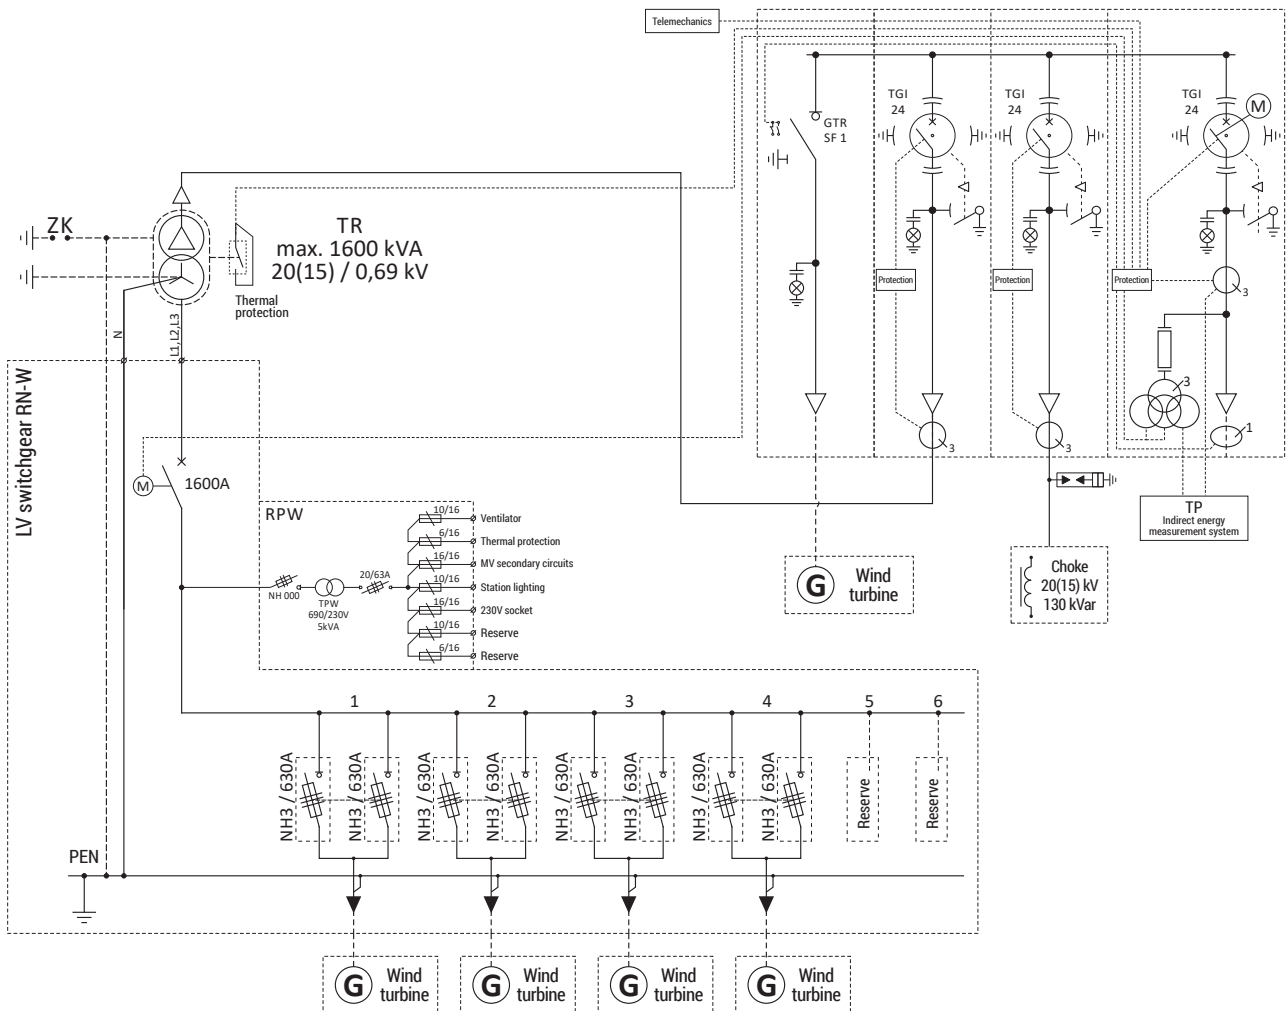 Telemechanics
TGI
24
TGI
24
TGI
24
M
GTR
SF 1
ZK
TR
max. 1600 kVA
20(15) / 0,69 kV
Thermal
protection
Protection
Protection
Protection
3
N
L1,L2,L3
3
3
3
1
LV switchgear RN-W
M
1600A
RPW
10/16
Ventilator
6/16
Thermal protection
16/16
MV secondary circuits
10/16
Station lighting
16/16
230V socket
10/16
Reserve
6/16
Reserve
NH 000
TPW
690/230V
5kVA
20/63A
TP
Indirect energy
measurement system
G
Wind
turbine
Choke
20(15) kV
130 kVar
1
2
3
4
5
6
NH3 / 630A
NH3 / 630A
NH3 / 630A
NH3 / 630A
NH3 / 630A
NH3 / 630A
NH3 / 630A
NH3 / 630A
Reserve
Reserve
PEN
G
Wind
turbine
G
Wind
turbine
G
Wind
turbine
G
Wind
turbine